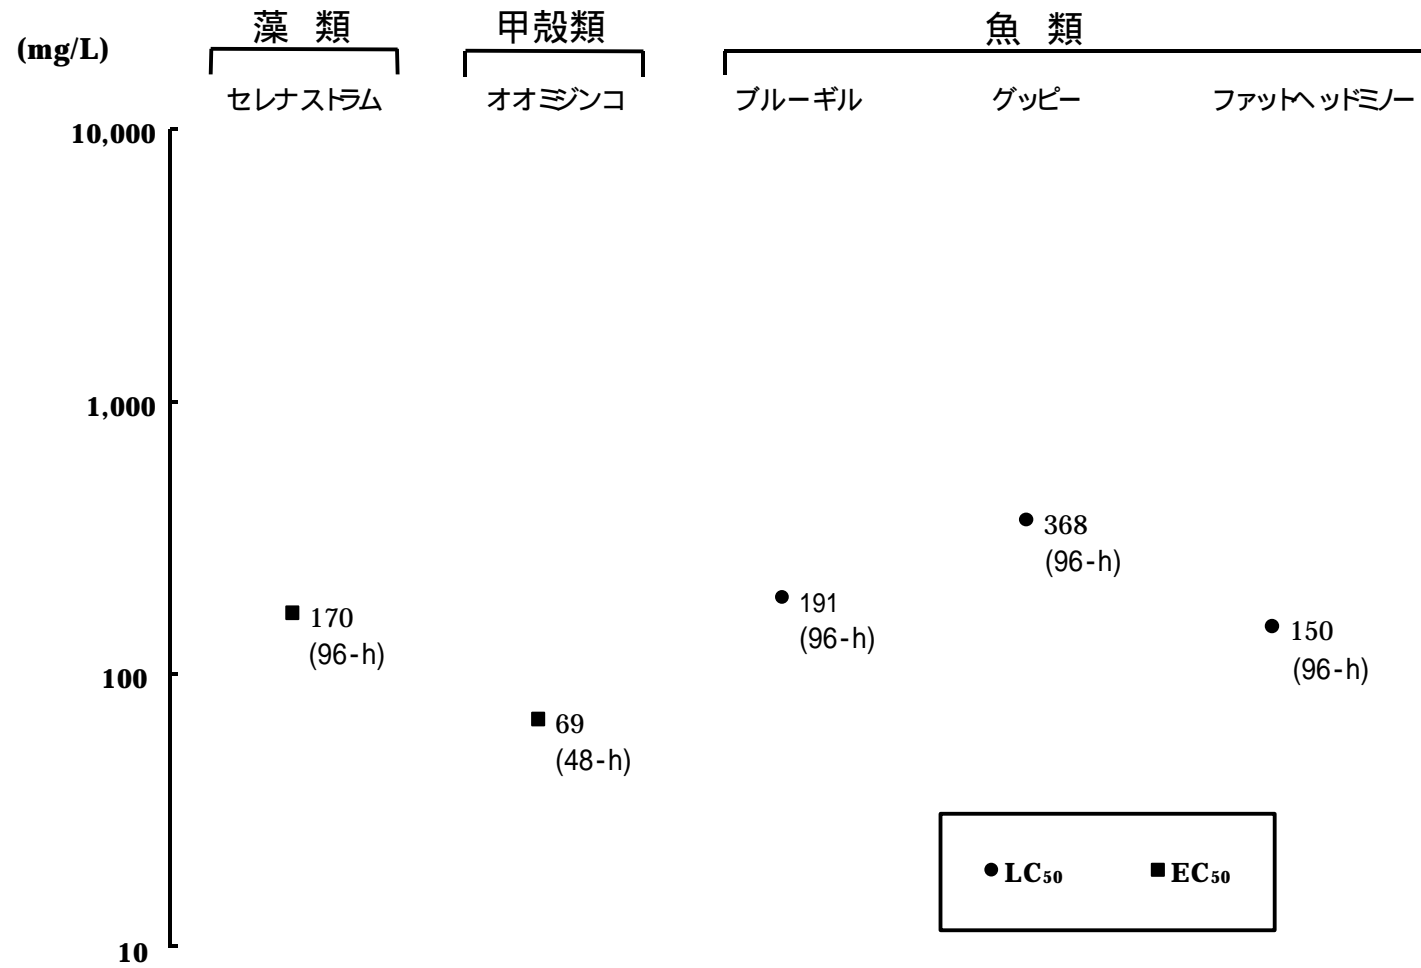 藻 類
甲殻類
魚 類
(mg/L)
セレナストラム
オオミジンコ
ブルーギル
グッピー
ファットヘッドミノー
10,000
1,000
368
(96-h)
191
(96-h)
170
(96-h)
150
(96-h)
100
69
(48-h)
LC50
EC50
10